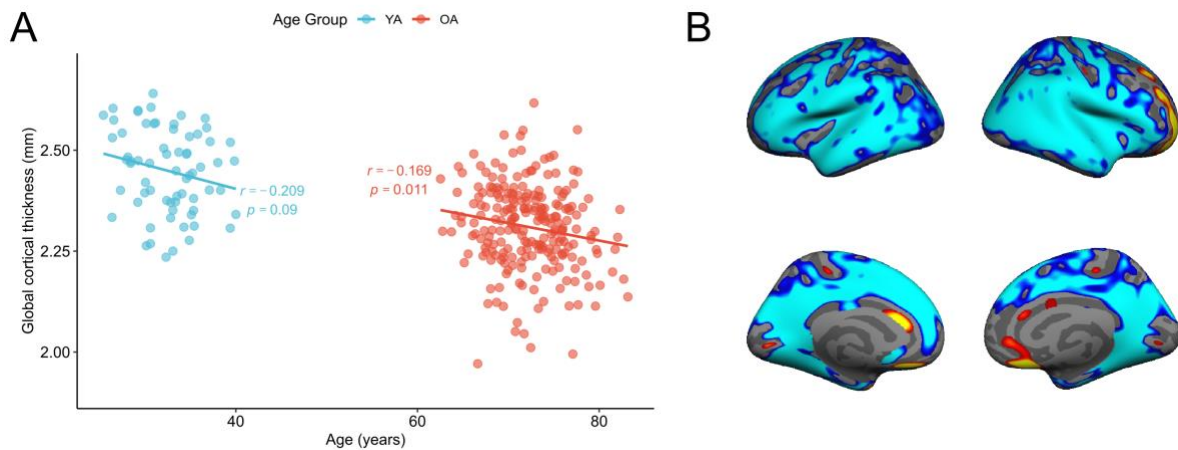 A
Age Group YA OA
B
Global cortical thickness (mm)
2.50
2.25
2.00
r = −0.209
p = 0.09
r = −0.169
p = 0.011
40
60
80
Age (years)